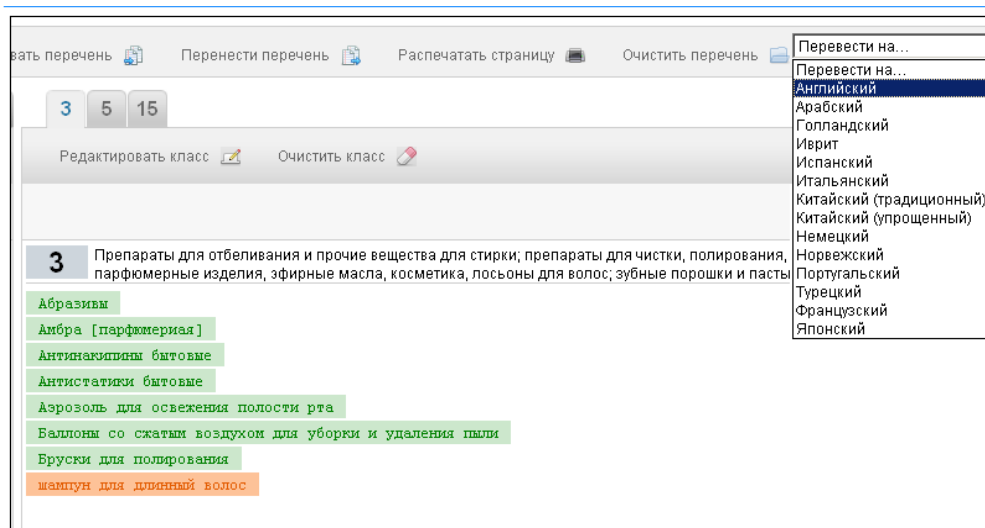 вать перечень Перенести перечень Распечатать страницу Очистить перечень Перевести на...
Перевести на...
Английский
Арабский
Голландский
Иврит
Испанский
Итальянский
Китайский (традиционный)
Китайский (упрощенный)
Немецкий
Норвежский
Португальский
Турецкий
Французский
Японский
3 5 15
Редактировать класс Очистить класс
3 Препараты для отбеливания и прочие вещества для стирки; препараты для чистки, полирования,
парфюмерные изделия, эфирные масла, косметика, лосьоны для волос; зубные порошки и пасты
Абразивы
Амбра [парфюмерная]
Антинакипины бытовые
Антистатики бытовые
Аэрозоль для освежения полости рта
Баллоны со сжатым воздухом для уборки и удаления пыли
Бруски для полирования
шампун для длинный волос